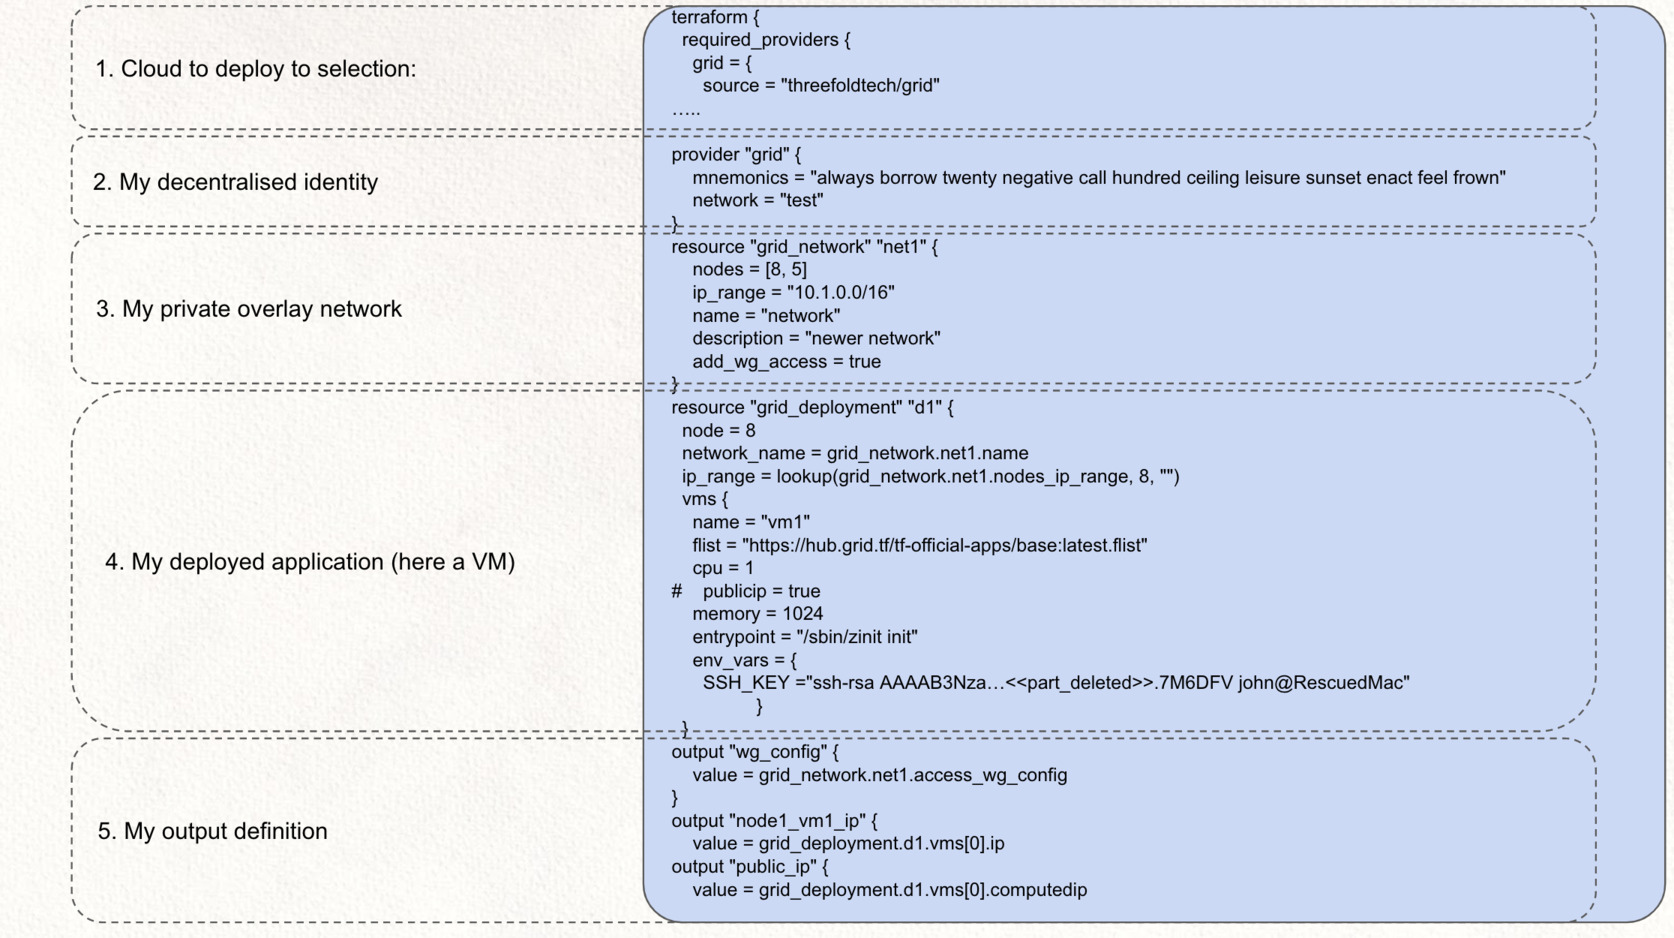 1. Cloud to deploy to selection:
terraform {
required_providers {
grid = {
source = "threefoldtech/grid"
.....
2. My decentralised identity
provider "grid" {
mnemonics = "always borrow twenty negative call hundred ceiling leisure sunset enact feel frown"
network = "test"
}
3. My private overlay network
resource "grid_network" "net1" {
nodes = [8, 5]
ip_range = "10.1.0.0/16"
name = "network"
description = "newer network"
add_wg_access = true
}
4. My deployed application (here a VM)
resource "grid_deployment" "d1" {
node = 8
network_name = grid_network.net1.name
ip_range = lookup(grid_network.net1.nodes_ip_range, 8, "")
vms {
name = "vm1"
flist = "https://hub.grid.tf/tf-official-apps/base:latest.flist"
cpu = 1
# publicip = true
memory = 1024
entrypoint = "/sbin/zinit init"
env_vars = {
SSH_KEY ="ssh-rsa AAAAB3Nza…<<part_deleted>>.7M6DFV john@RescuedMac"
}
}
5. My output definition
output "wg_config" {
value = grid_network.net1.access_wg_config
}
output "node1_vm1_ip" {
value = grid_deployment.d1.vms[0].ip
output "public_ip" {
value = grid_deployment.d1.vms[0].computedip